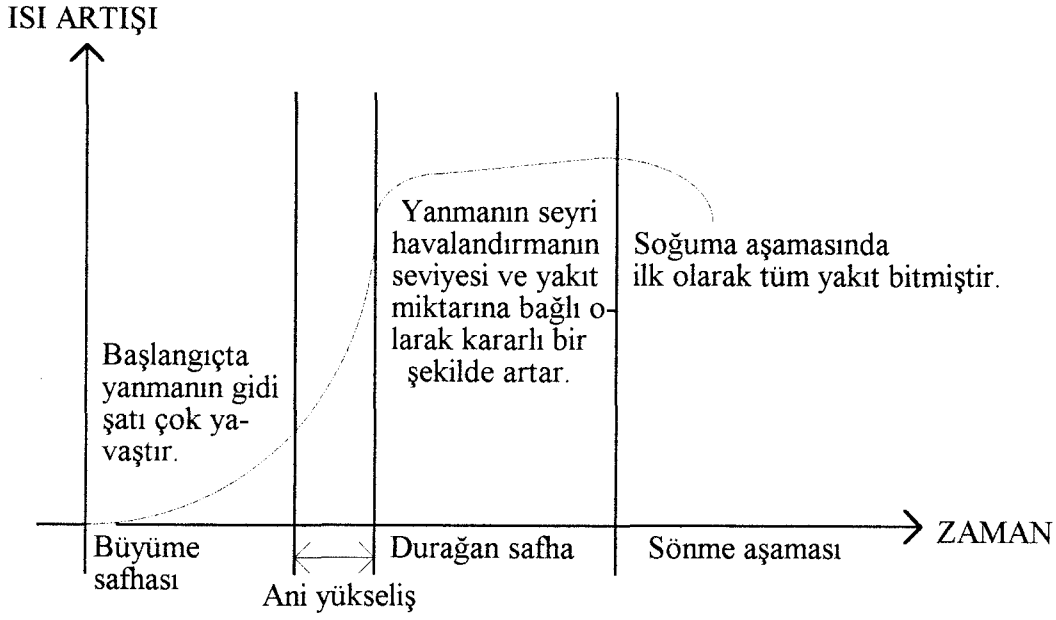 ISI ARTIŞI
Yanmanın seyri
havalandırmanın
seviyesi ve yakıt
miktarına bağlı o-
larak kararlı bir
şekilde artar.
Soğuma aşamasında
ilk olarak tüm yakıt bitmiştir.
Başlangıçta
yanmanın gidi
şatı çok ya-
vaştır.
ZAMAN
Büyüme
safhası
Ani yükseliş
Durağan safha
Sönme aşaması